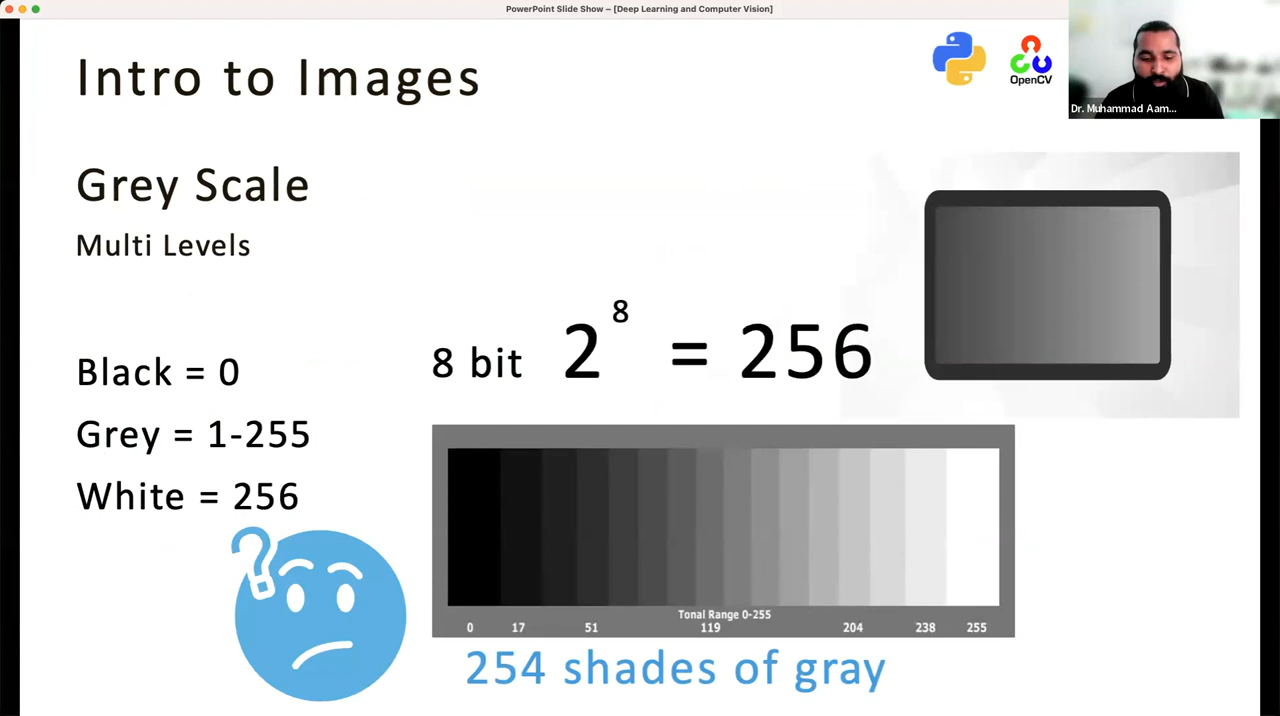 PowerPoint Slide Show – [Deep Learning and Computer Vision]
Intro to Images
OpenCV
Dr. Muhammad Aam...
Grey Scale
Multi Levels
8 bit 2^8 = 256
Black = 0
Grey = 1-255
White = 256
?
Tonal Range 0-255
0 17 51 119 204 238 255
254 shades of gray